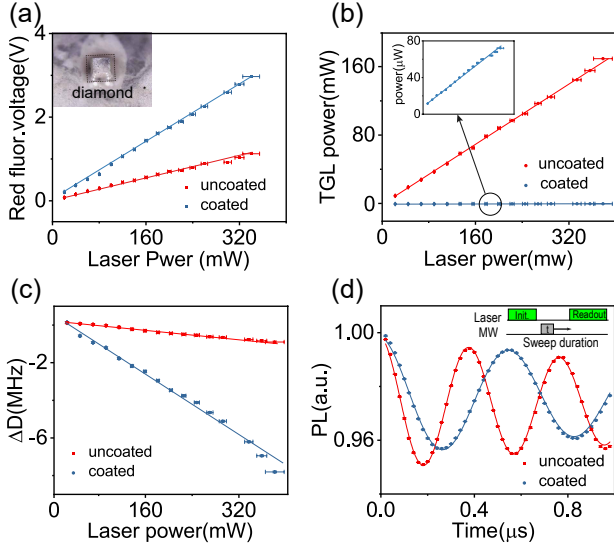 (a)
Red fluor.voltage(V)
4
2
0
diamond
uncoated
coated
0
160
320
Laser Pwer (mW)
(b)
TGL power(mW)
160
80
0
power(μW)
80
40
0
uncoated
coated
160
320
Laser power(mw)
(c)
ΔD(MHz)
-2
-6
uncoated
coated
0
160
320
Laser power(mW)
(d)
PL(a.u.)
1.00
0.96
Laser
Init.
Readout
MW
t
Sweep duration
uncoated
coated
0.0
0.4
0.8
Time(μs)